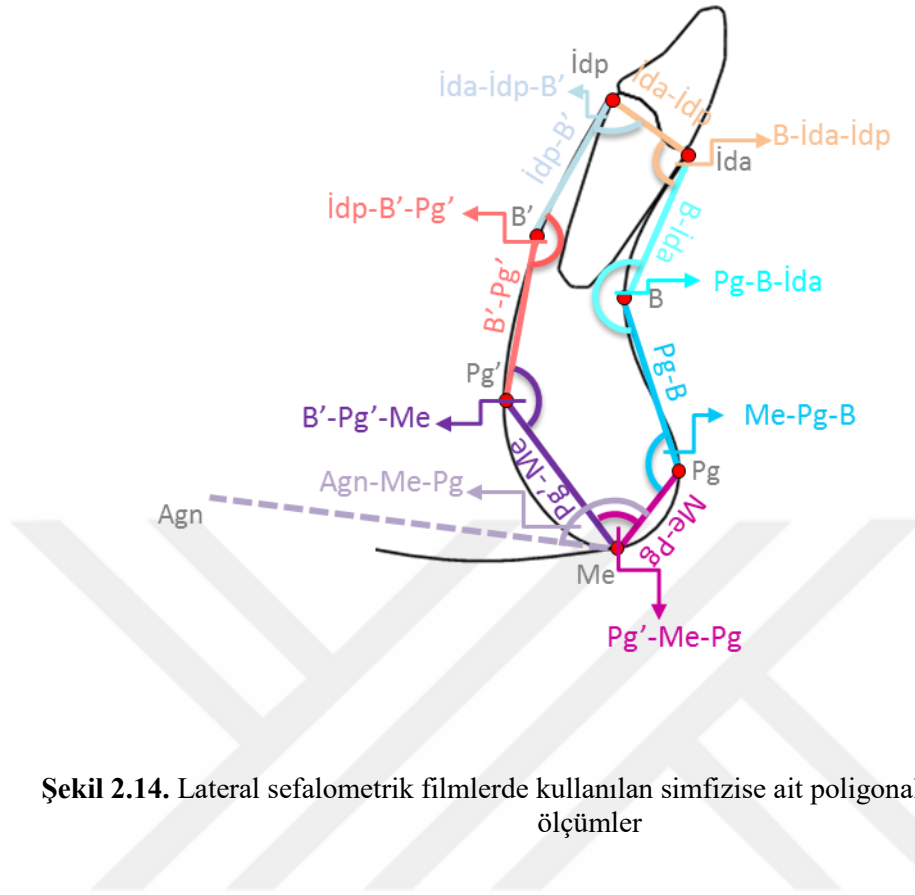 İdp
İda-İdp-B’
İda-İdp
B-İda-İdp
İda
İdp-B’
İdp-B’-Pg’
B’
B-İda
B’-Pg’
Pg-B-İda
B
Pg-B
Pg’
B’-Pg’-Me
Me-Pg-B
Pg
Pg’-Me
Agn-Me-Pg
Agn
Me-Pg
Me
Pg’-Me-Pg
Şekil 2.14. Lateral sefalometrik filmlerde kullanılan simfizise ait poligona
ölçümler